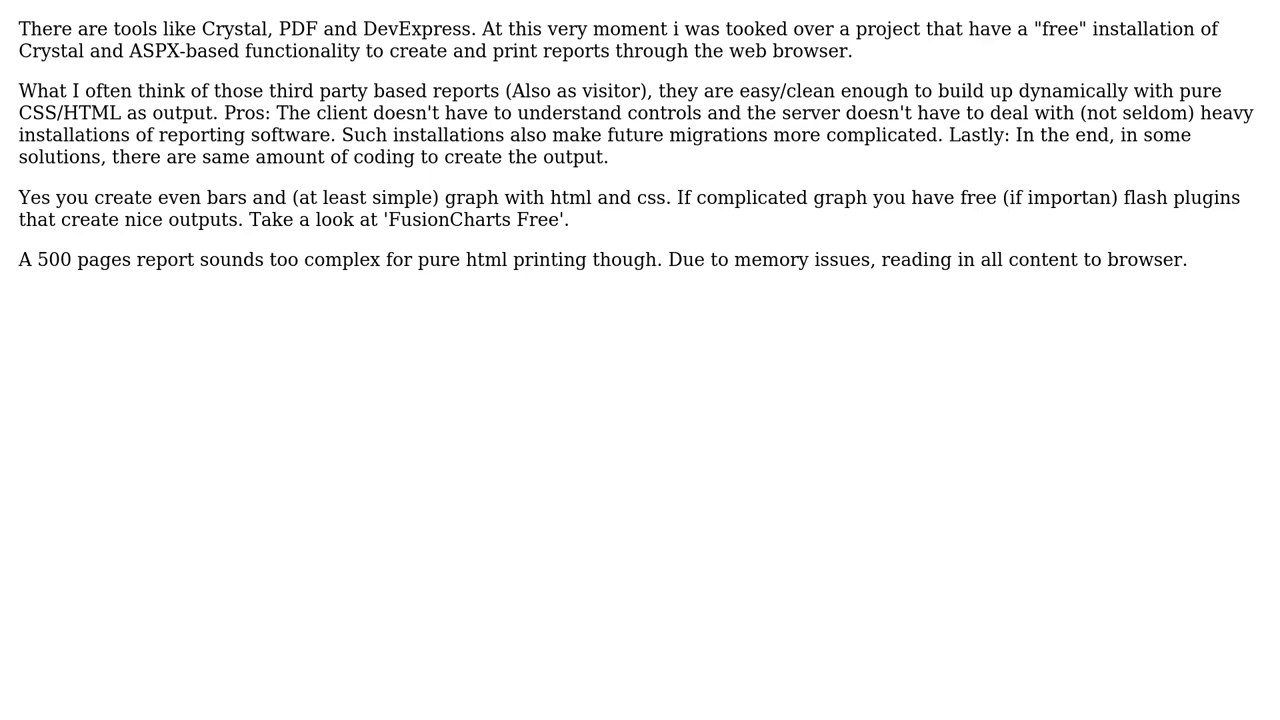 There are tools like Crystal, PDF and DevExpress. At this very moment i was tooked over a project that have a "free" installation of
Crystal and ASPX-based functionality to create and print reports through the web browser.
What I often think of those third party based reports (Also as visitor), they are easy/clean enough to build up dynamically with pure
CSS/HTML as output. Pros: The client doesn't have to understand controls and the server doesn't have to deal with (not seldom) heavy
installations of reporting software. Such installations also make future migrations more complicated. Lastly: In the end, in some
solutions, there are same amount of coding to create the output.
Yes you create even bars and (at least simple) graph with html and css. If complicated graph you have free (if importan) flash plugins
that create nice outputs. Take a look at 'FusionCharts Free'.
A 500 pages report sounds too complex for pure html printing though. Due to memory issues, reading in all content to browser.